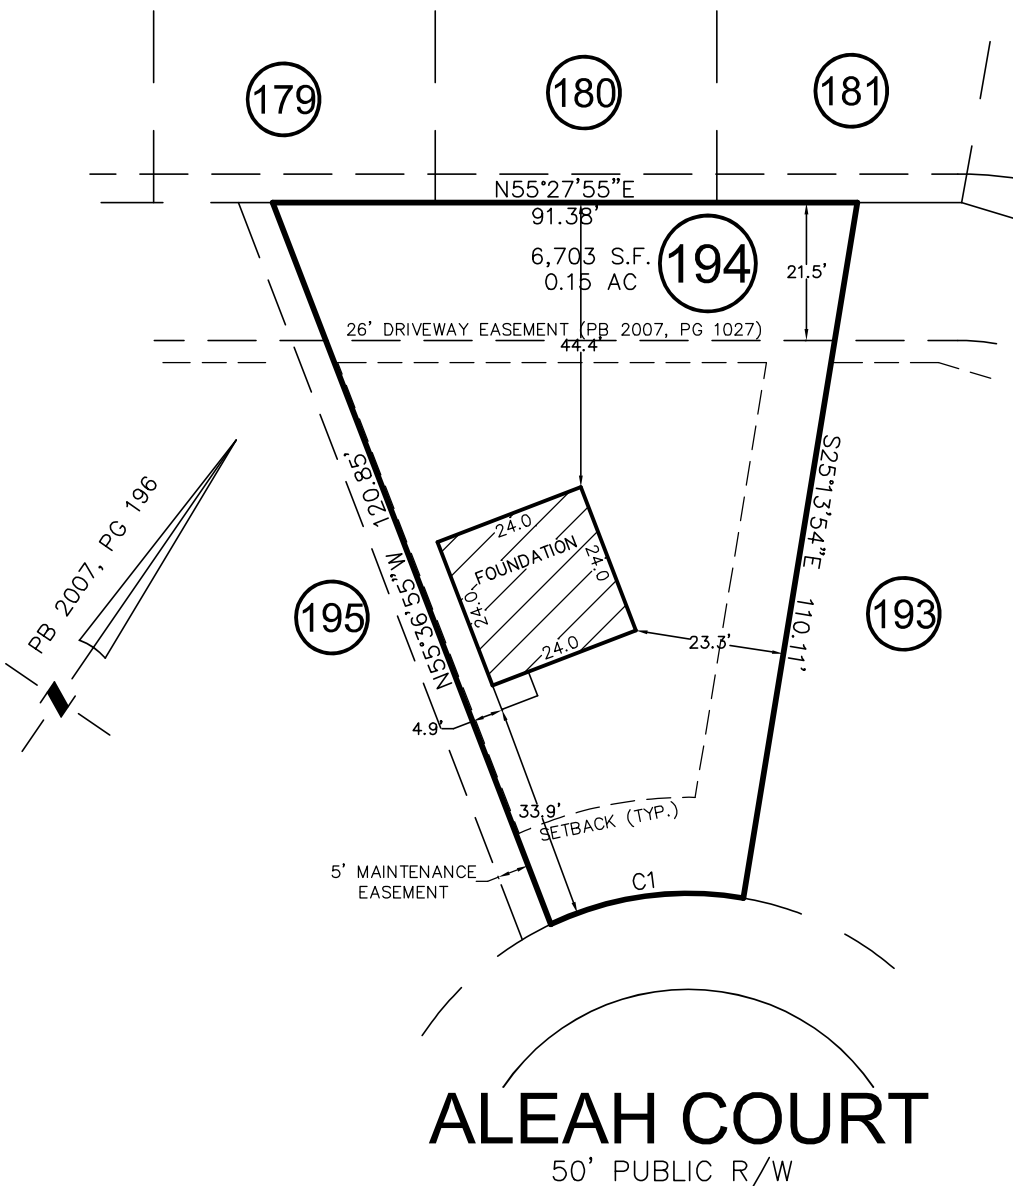 179
180
181
N55°27'55"E
91.38'
6,703 S.F.
0.15 AC
194
21.5'
26' DRIVEWAY EASEMENT (PB 2007, PG 1027)
44.4'
PB 2007, PG 196
N55°36'55"W 120.85'
S25°13'54"E 110.11'
24.0
FOUNDATION
24.0
24.0
24.0
195
193
23.3'
4.9'
33.9'
SETBACK (TYP.)
5' MAINTENANCE
EASEMENT
C1
ALEAH COURT
50' PUBLIC R/W